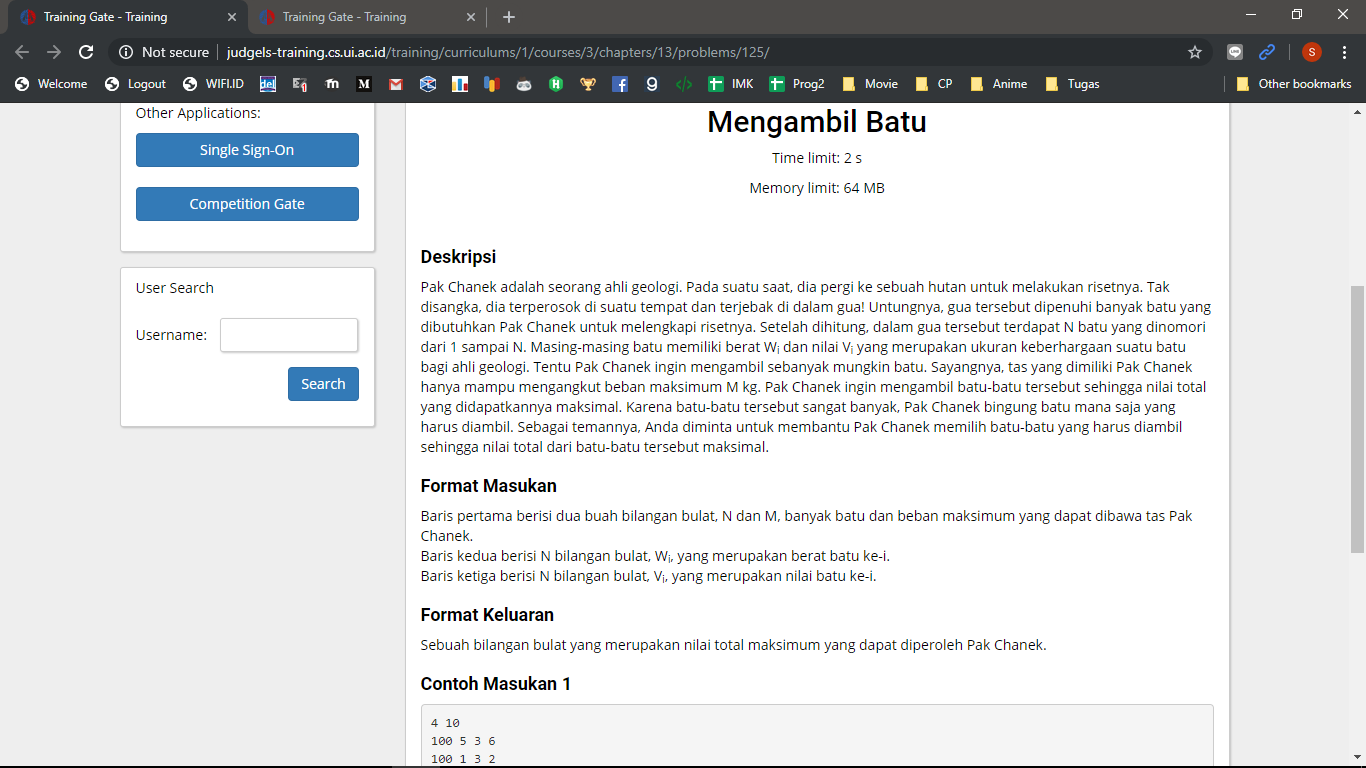 Training Gate - Training
Training Gate - Training
Not secure | judgels-training.cs.ui.ac.id/training/curriculums/1/courses/3/chapters/13/problems/125/
S
Welcome Logout WIFI.ID del m M f g IMK Prog2 Movie CP Anime Tugas Other bookmarks
Other Applications:
Single Sign-On
Competition Gate
User Search
Username:
Search
Mengambil Batu
Time limit: 2 s
Memory limit: 64 MB
Deskripsi
Pak Chanek adalah seorang ahli geologi. Pada suatu saat, dia pergi ke sebuah hutan untuk melakukan risetnya. Tak
disangka, dia terperosok di suatu tempat dan terjebak di dalam gua! Untungnya, gua tersebut dipenuhi banyak batu yang
dibutuhkan Pak Chanek untuk melengkapi risetnya. Setelah dihitung, dalam gua tersebut terdapat N batu yang dinomori
dari 1 sampai N. Masing-masing batu memiliki berat Wi dan nilai Vi yang merupakan ukuran keberhargaan suatu batu
bagi ahli geologi. Tentu Pak Chanek ingin mengambil sebanyak mungkin batu. Sayangnya, tas yang dimiliki Pak Chanek
hanya mampu mengangkut beban maksimum M kg. Pak Chanek ingin mengambil batu-batu tersebut sehingga nilai total
yang didapatkannya maksimal. Karena batu-batu tersebut sangat banyak, Pak Chanek bingung batu mana saja yang
harus diambil. Sebagai temannya, Anda diminta untuk membantu Pak Chanek memilih batu-batu yang harus diambil
sehingga nilai total dari batu-batu tersebut maksimal.
Format Masukan
Baris pertama berisi dua buah bilangan bulat, N dan M, banyak batu dan beban maksimum yang dapat dibawa tas Pak
Chanek.
Baris kedua berisi N bilangan bulat, Wi, yang merupakan berat batu ke-i.
Baris ketiga berisi N bilangan bulat, Vi, yang merupakan nilai batu ke-i.
Format Keluaran
Sebuah bilangan bulat yang merupakan nilai total maksimum yang dapat diperoleh Pak Chanek.
Contoh Masukan 1
4 10
100 5 3 6
100 1 3 2